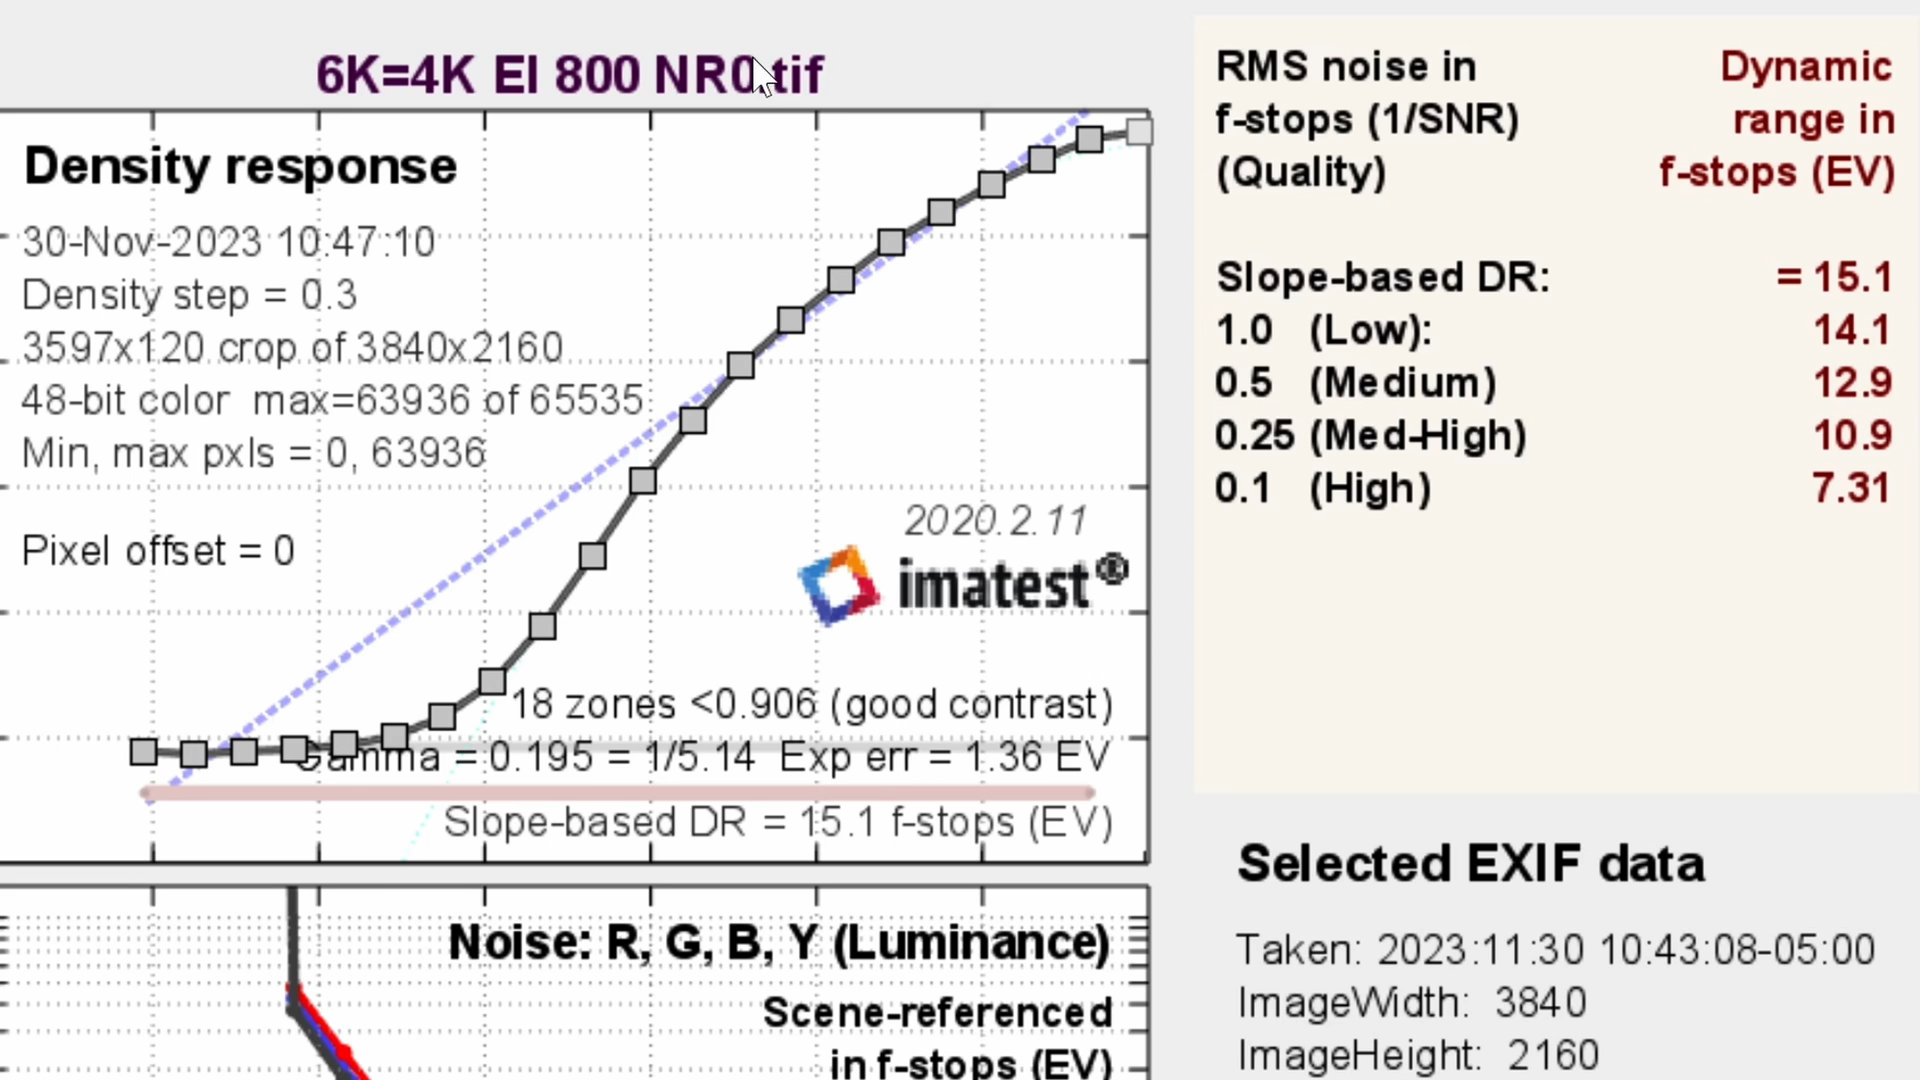 6K=4K EI 800 NR0.tif
Density response
30-Nov-2023 10:47:10
Density step = 0.3
3597x120 crop of 3840x2160
48-bit color max=63936 of 65535
Min, max pxls = 0, 63936
Pixel offset = 0
2020.2.11
imatest®
18 zones <0.906 (good contrast)
Gamma = 0.195 = 1/5.14 Exp err = 1.36 EV
Slope-based DR = 15.1 f-stops (EV)
Noise: R, G, B, Y (Luminance)
Scene-referenced
in f-stops (EV)
RMS noise in Dynamic
f-stops (1/SNR) range in
(Quality) f-stops (EV)
Slope-based DR: = 15.1
1.0 (Low): 14.1
0.5 (Medium) 12.9
0.25 (Med-High) 10.9
0.1 (High) 7.31
Selected EXIF data
Taken: 2023:11:30 10:43:08-05:00
ImageWidth: 3840
ImageHeight: 2160